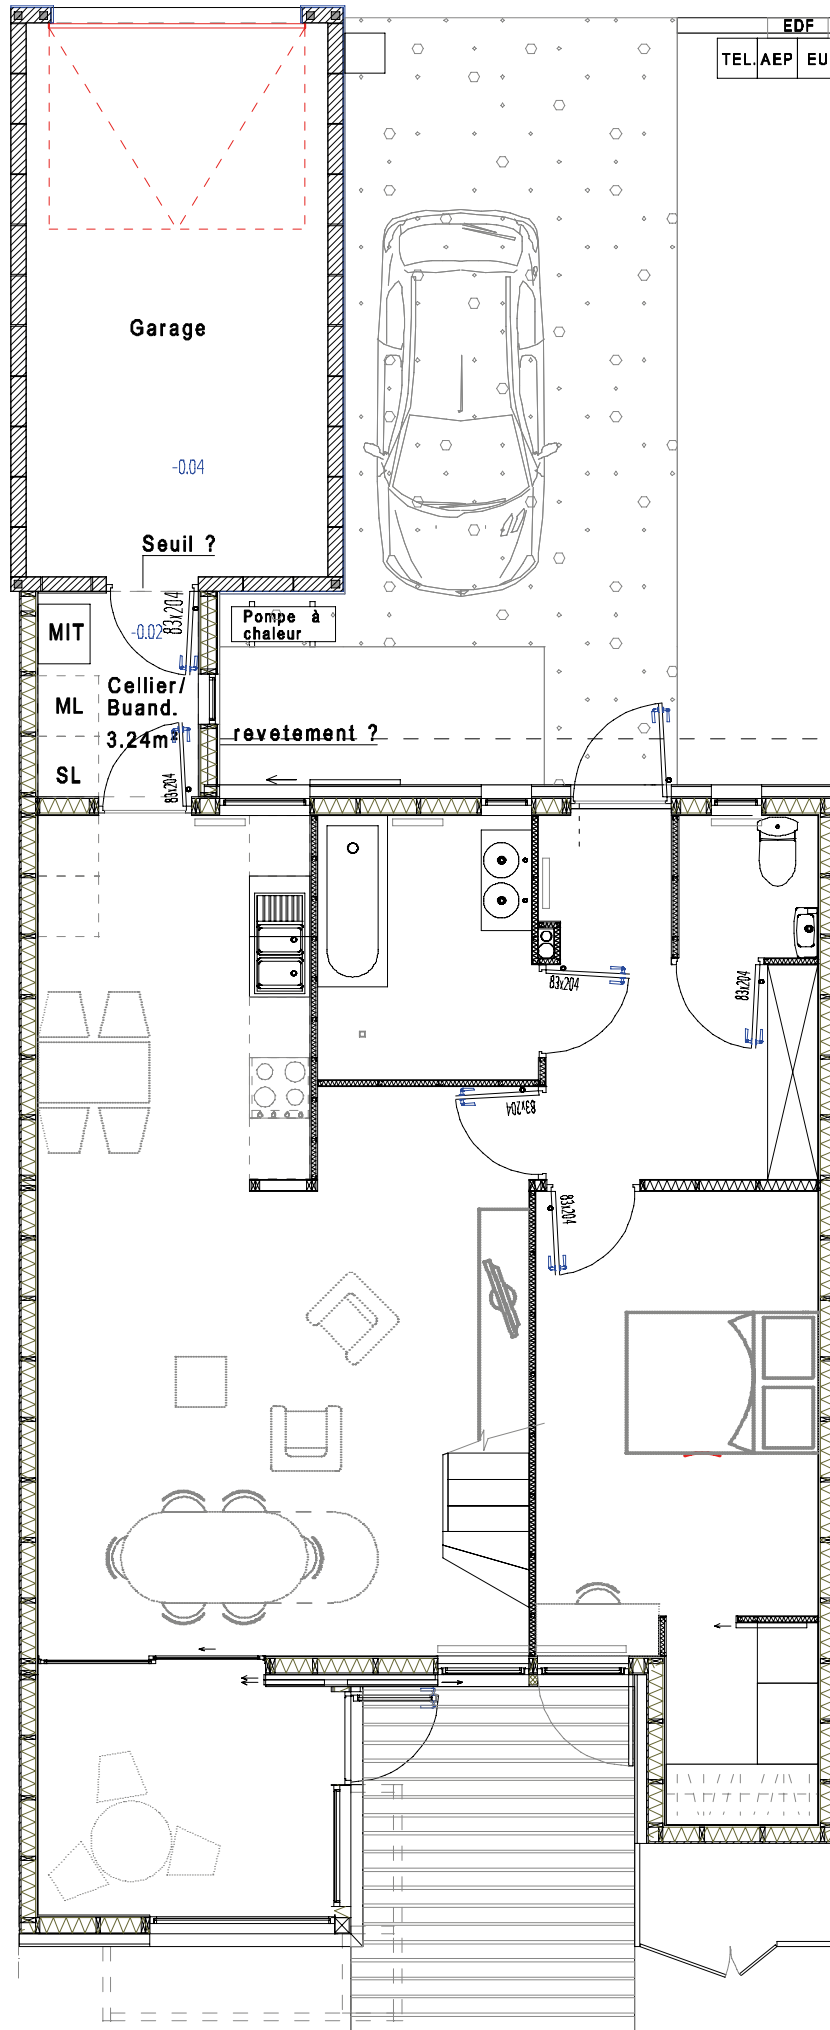 EDF
TEL. AEP EU
Garage
-0.04
Seuil ?
83x204
MIT
-0.02
Pompe à
chaleur
Cellier/
Buand.
3.24m²
ML
revetement ?
SL
83x204
83x204
83x204
83x204
83x204